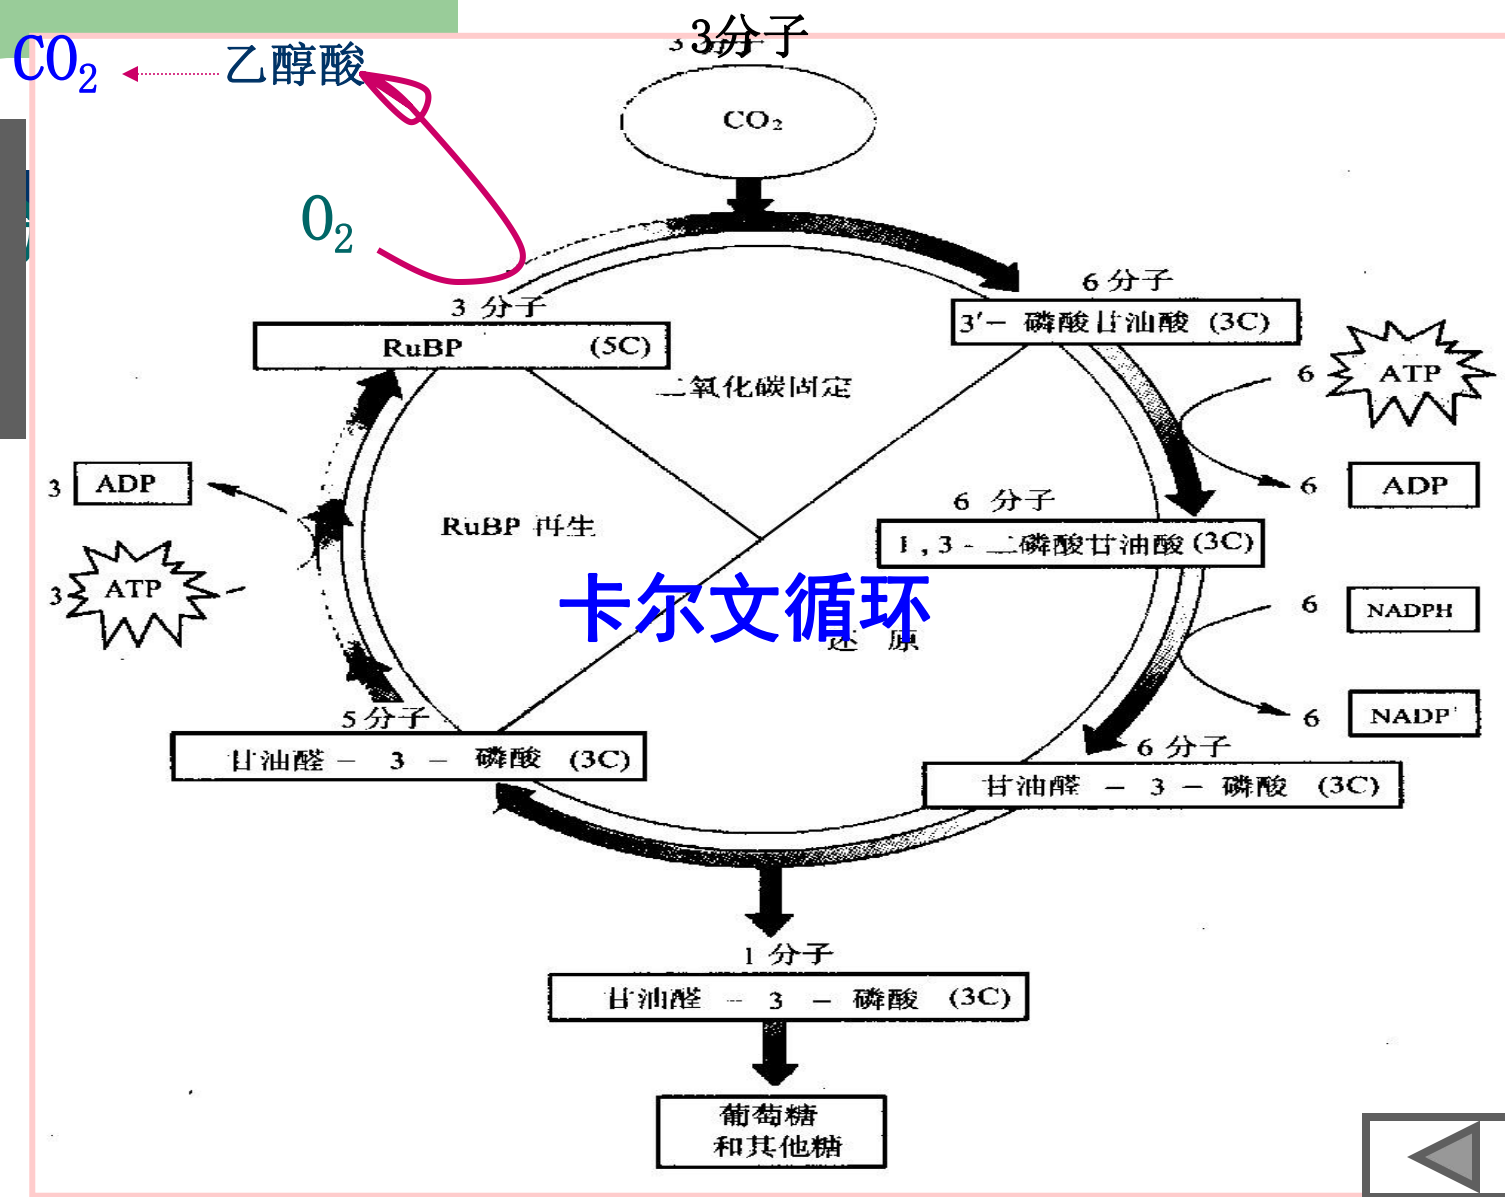 3分子
CO2
乙醇酸
CO2
O2
3 分子
RuBP (5C)
6 分子
3′- 磷酸甘油酸 (3C)
二氧化碳固定
6 ATP
3 ADP
6 ADP
RuBP 再生
6 分子
1,3-二磷酸甘油酸 (3C)
3 ATP
卡尔文循环
还 原
6 NADPH
6 NADP+
5分子
甘油醛 - 3 - 磷酸 (3C)
6 分子
甘油醛 - 3 - 磷酸 (3C)
1 分子
甘油醛 - 3 - 磷酸 (3C)
葡萄糖
和其他糖